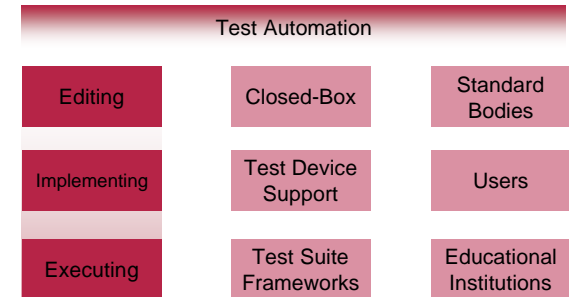 Test Automation
Editing
Closed-Box
Standard
Bodies
Implementing
Test Device
Support
Users
Executing
Test Suite
Frameworks
Educational
Institutions